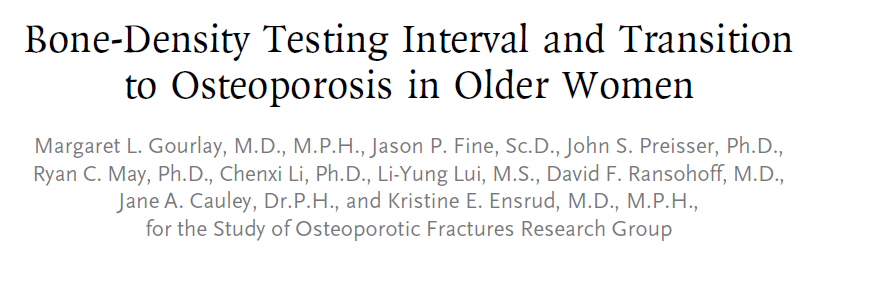 Bone-Density Testing Interval and Transition
to Osteoporosis in Older Women
Margaret L. Gourlay, M.D., M.P.H., Jason P. Fine, Sc.D., John S. Preisser, Ph.D.,
Ryan C. May, Ph.D., Chenxi Li, Ph.D., Li-Yung Lui, M.S., David F. Ransohoff, M.D.,
Jane A. Cauley, Dr.P.H., and Kristine E. Ensrud, M.D., M.P.H.,
for the Study of Osteoporotic Fractures Research Group